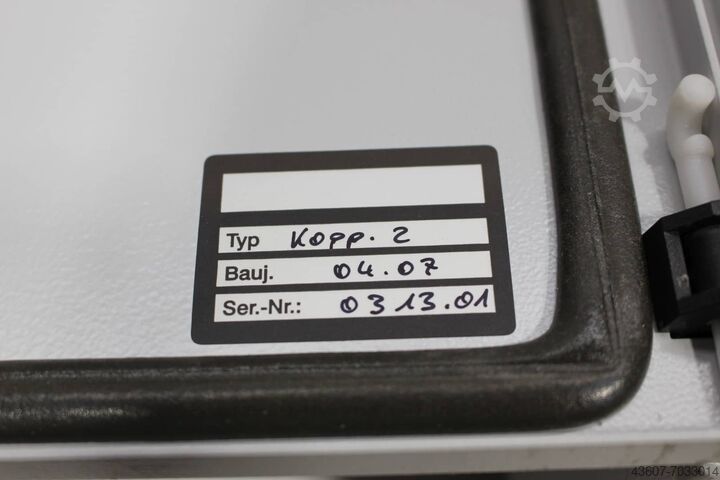 Typ Kopp. 2
Bauj. 04.07
Ser.-Nr.: 0313.01
43607-7033014